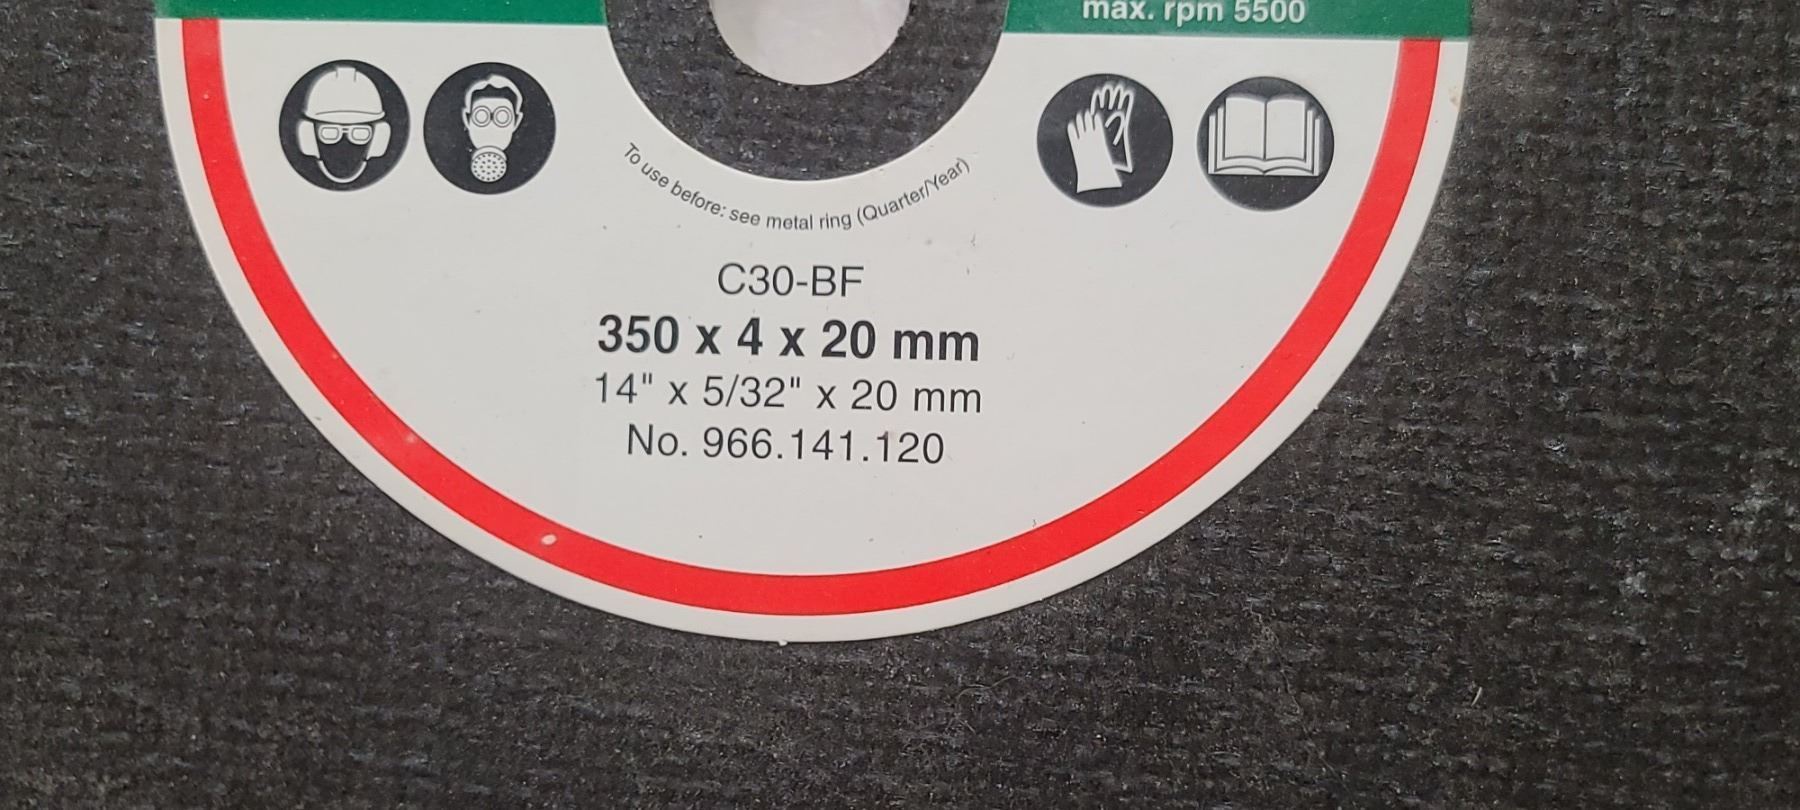 max. rpm 5500
To use before: see metal ring (Quarter/Year)
C30-BF
350 x 4 x 20 mm
14" x 5/32" x 20 mm
No. 966.141.120